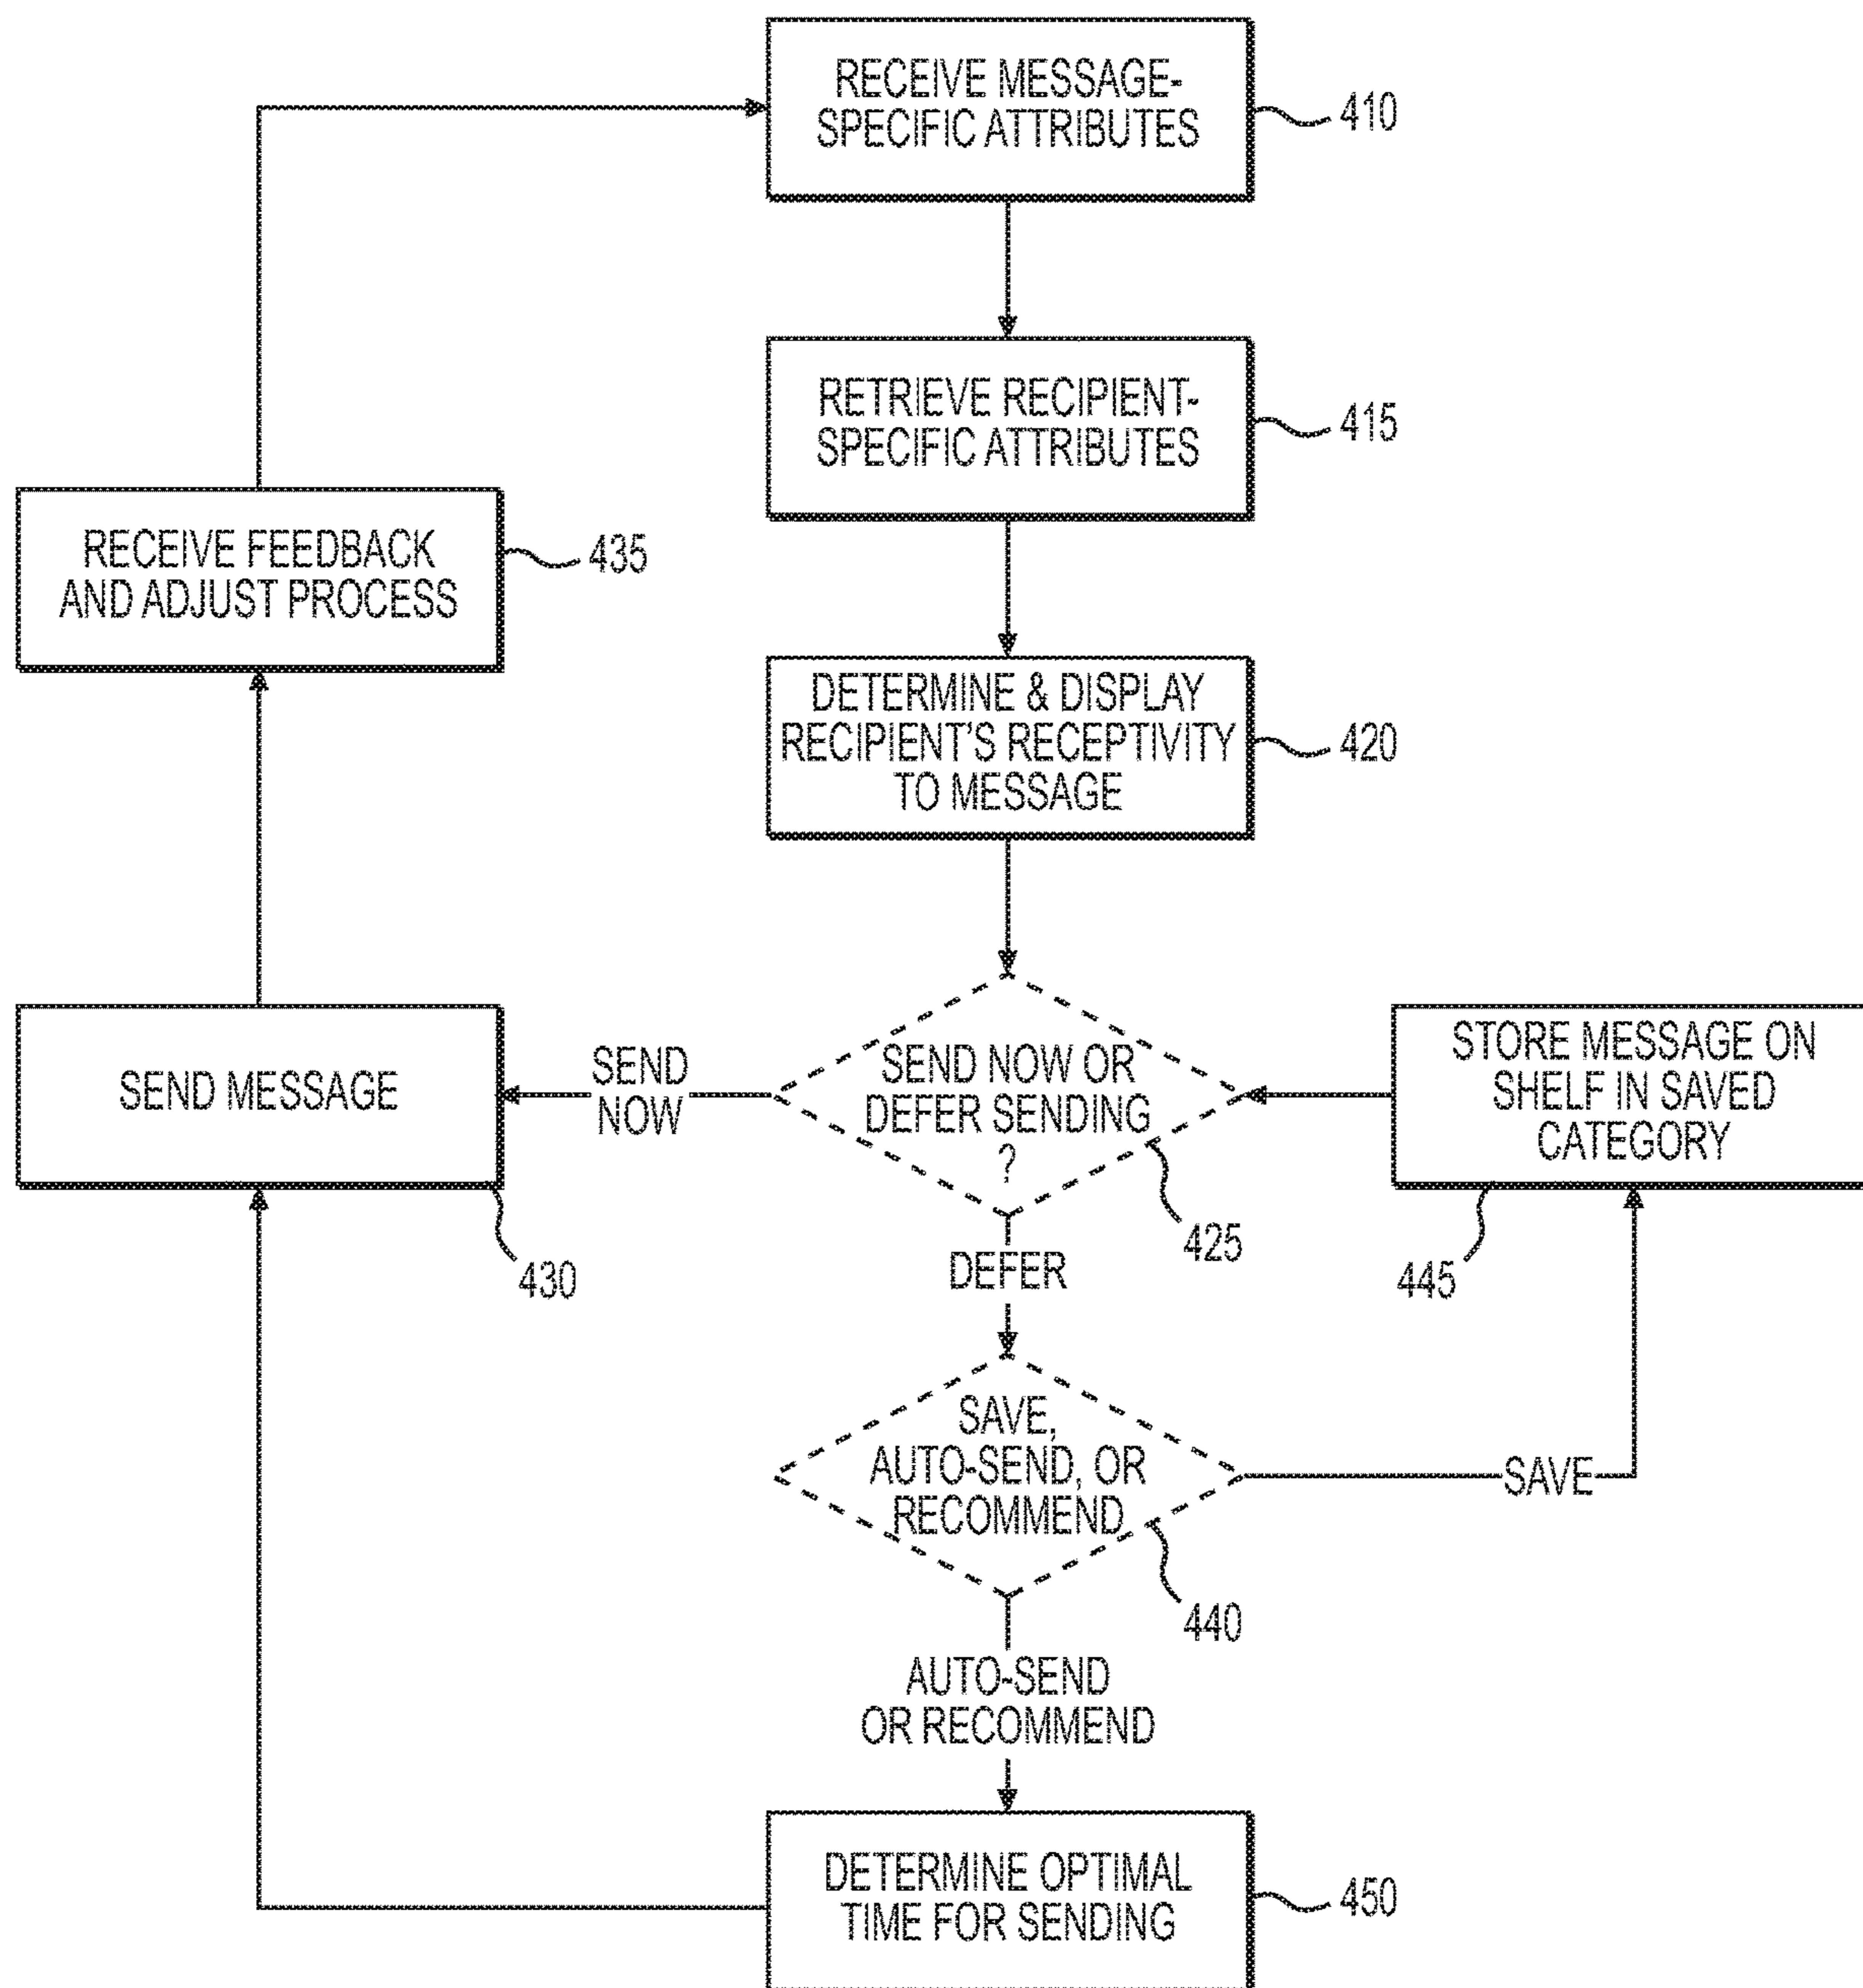 RECEIVE MESSAGE-
SPECIFIC ATTRIBUTES
410
RETRIEVE RECIPIENT-
SPECIFIC ATTRIBUTES
415
RECEIVE FEEDBACK
AND ADJUST PROCESS
435
DETERMINE & DISPLAY
RECIPIENT'S RECEPTIVITY
TO MESSAGE
420
SEND MESSAGE
430
SEND
NOW
SEND NOW OR
DEFER SENDING
?
425
STORE MESSAGE ON
SHELF IN SAVED
CATEGORY
445
DEFER
SAVE,
AUTO-SEND, OR
RECOMMEND
440
SAVE
AUTO-SEND
OR RECOMMEND
DETERMINE OPTIMAL
TIME FOR SENDING
450